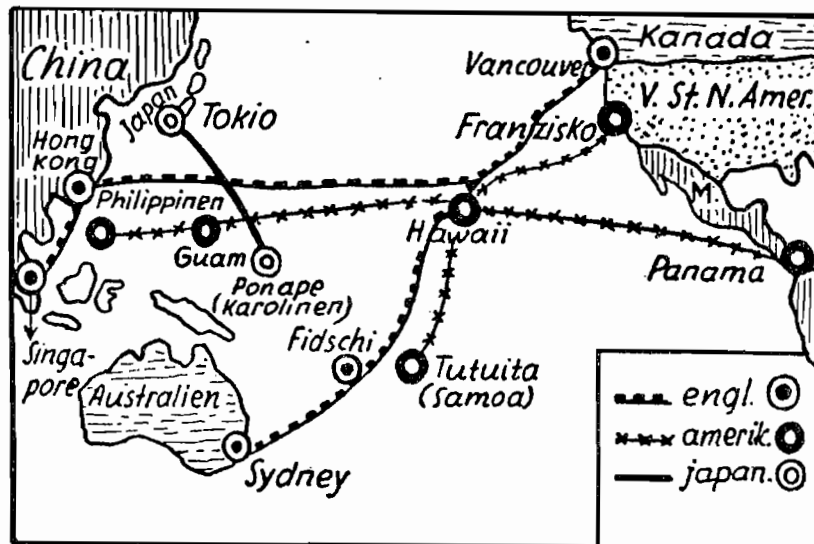 Kanada
China
Vancouver
V. St. N. Amer.
Japan
Tokio
Franzisko
Hong
kong
M
Philippinen
Hawaii
Guam
Panama
Ponape
(Karolinen)
Singa-
pore
Fidschi
Tutuita
(Samoa)
Australien
Sydney
engl.
amerik.
japan.